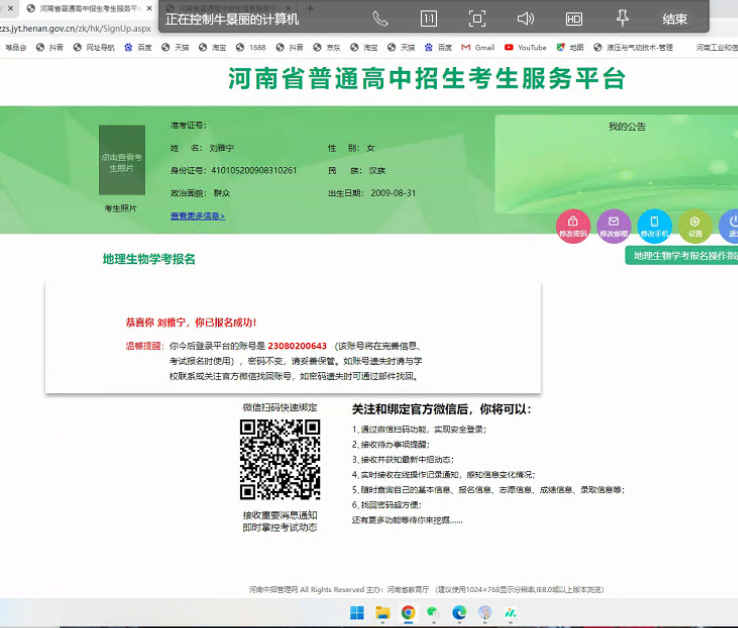 河南省普通高中招生考生服务平台
正在控制牛景丽的计算机
1:1
HD
结束
zzs.jyt.henan.gov.cn/zk/hk/SignUp.aspx
唯品会 抖音 网址导航 百度 天猫 淘宝 1688 抖音 京东 淘宝 天猫 百度 Gmail YouTube 地图 液压与气动技术-管理
河南省普通高中招生考生服务平台
准考证号：
姓 名：刘雅宁
性 别：女
身份证号：410105200908310261
民 族：汉族
政治面貌：群众
出生日期：2009-08-31
点击查看考
生照片
考生照片
查看更多信息>
我的公告
修改密码 修改邮箱 修改手机 设置
地理生物学考报名
地理生物学考报名操作指
恭喜你 刘雅宁，你已报名成功！
温馨提醒：你今后登录平台的账号是 23080200643 （该账号将在完善信息、
考试报名时使用），密码不变，请妥善保管。如账号遗失时请与学
校联系或关注官方微信找回账号，如密码遗失时可通过邮件找回。
微信扫码快速绑定
接收重要消息通知
即时掌控考试动态
关注和绑定官方微信后，你将可以：
1、通过微信扫码功能，实现安全登录；
2、接收待办事项提醒；
3、接收并获知最新中招动态；
4、实时接收在线操作记录通知，感知信息变化情况；
5、随时查询自己的基本信息、报名信息、志愿信息、成绩信息、录取信息等；
6、找回密码超方便；
还有更多功能等待你来挖掘......
河南中招管理网 All Rights Reserved 主办：河南省教育厅 （建议使用1024×768显示分辨率,IE8.0或以上版本浏览）